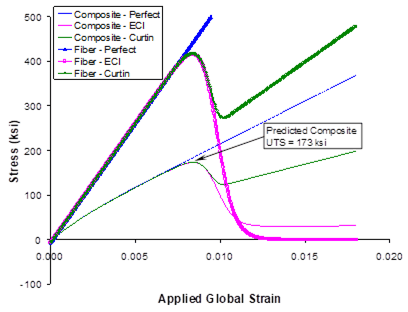 500
400
300
200
100
0
-100
Stress (ksi)
Composite - Perfect
Composite - ECI
Composite - Curtin
Fiber - Perfect
Fiber - ECI
Fiber - Curtin
Predicted Composite
UTS = 173 ksi
0.000
0.005
0.010
0.015
0.020
Applied Global Strain